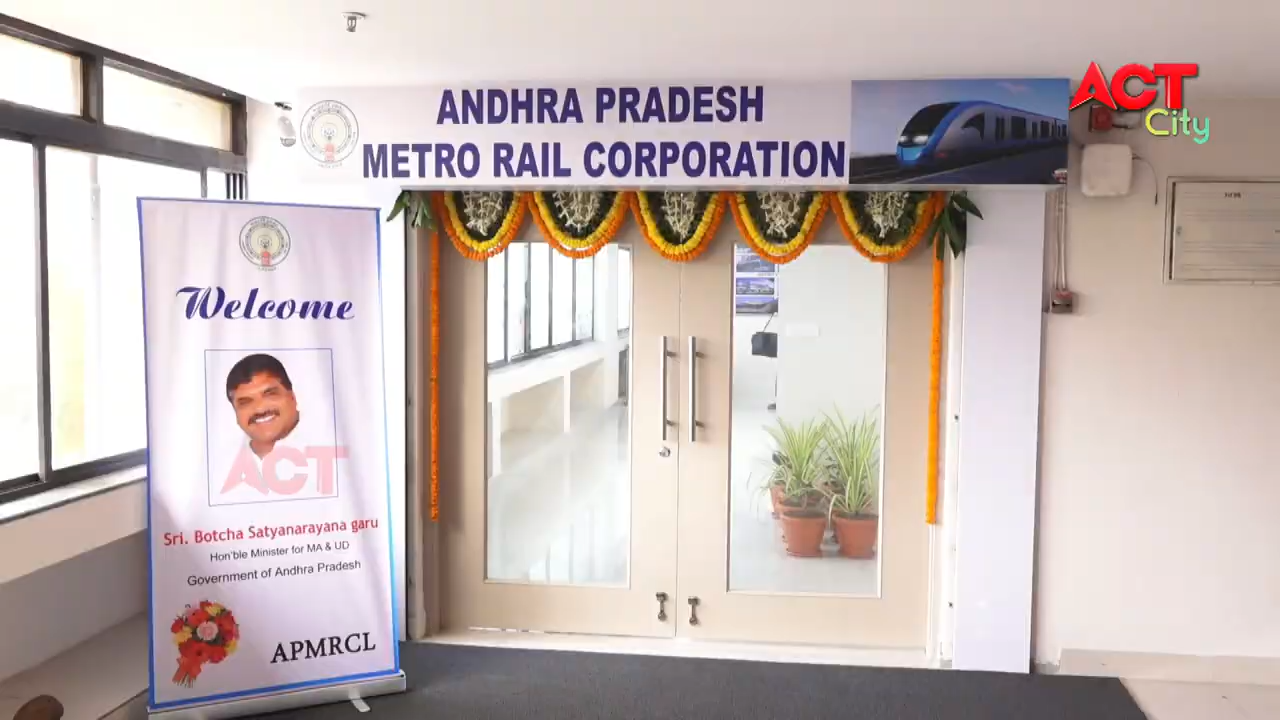 ANDHRA PRADESH
METRO RAIL CORPORATION
ACT
City
Welcome
ACT
Sri. Botcha Satyanarayana garu
Hon'ble Minister for MA & UD
Government of Andhra Pradesh
APMRCL